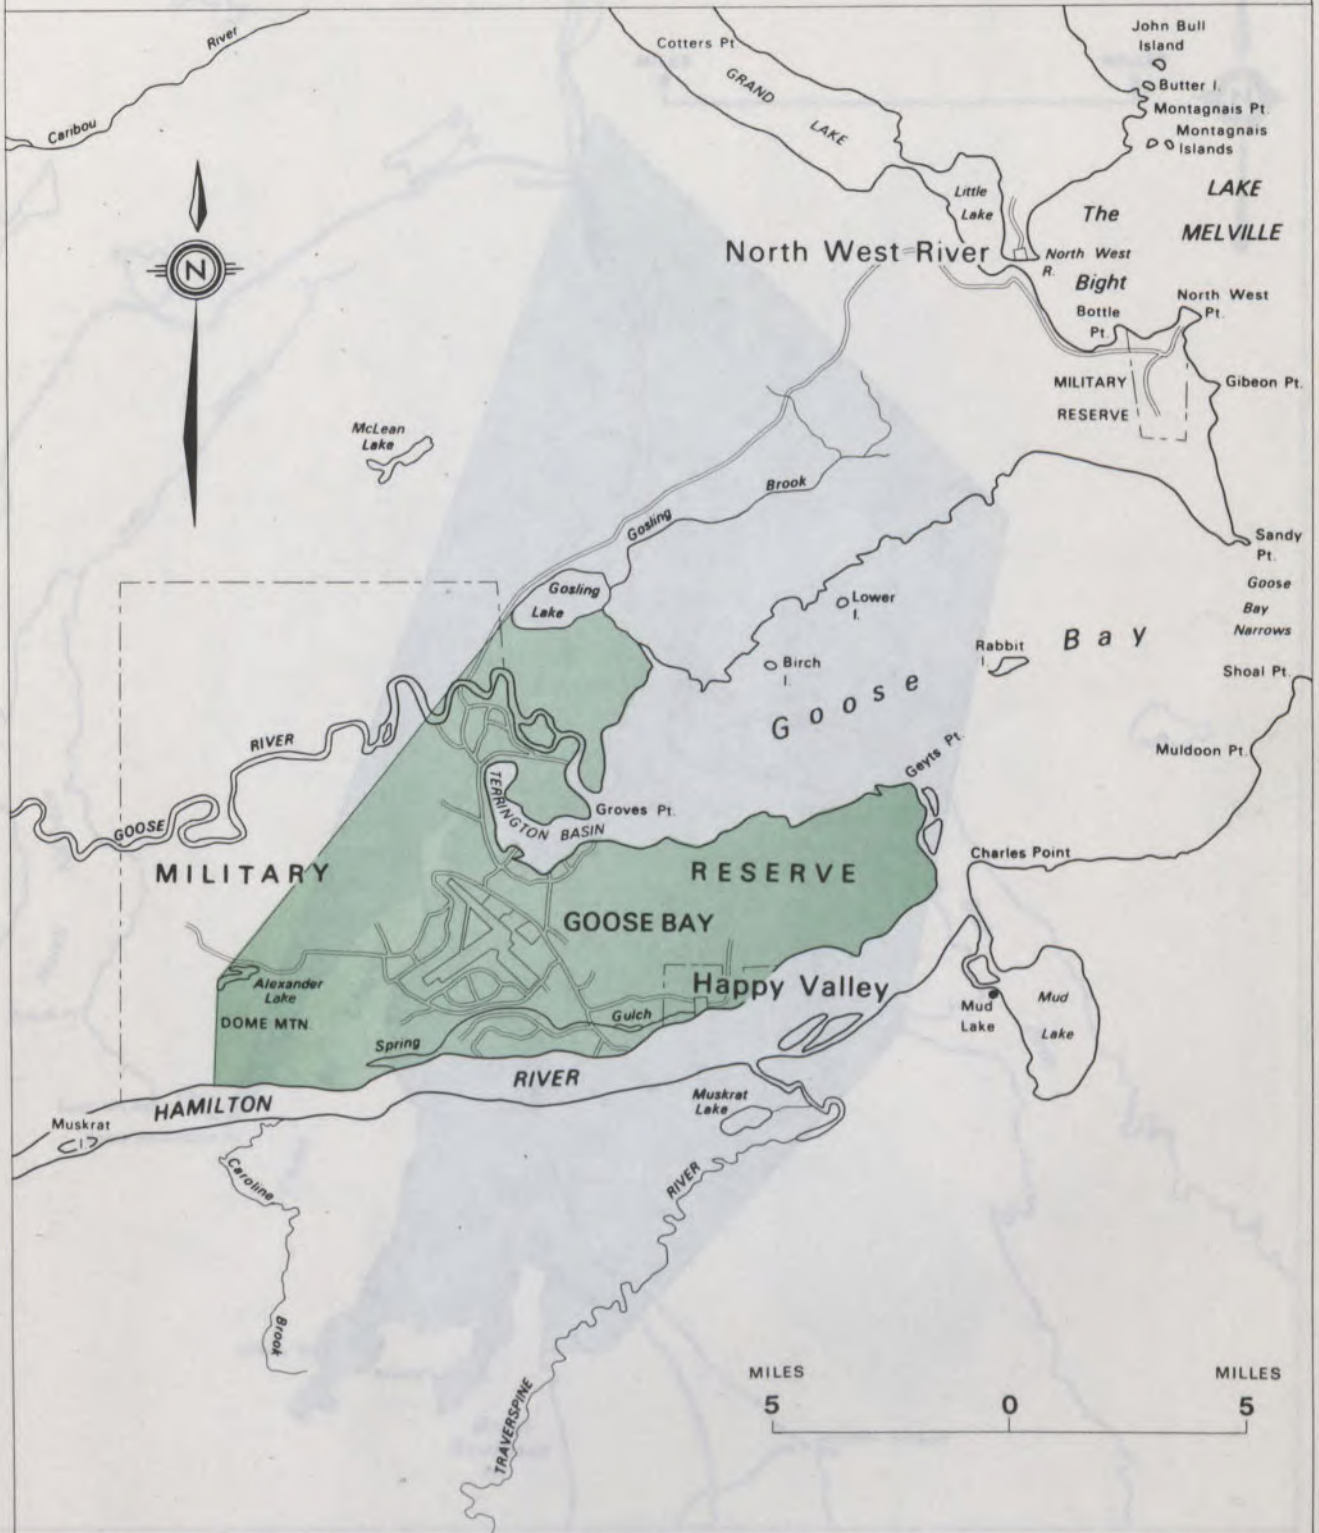 River
Caribou
Cotters Pt.
GRAND
LAKE
John Bull
Island
Butter I.
Montagnais Pt.
Montagnais
Islands
LAKE
MELVILLE
Little
Lake
The
Bight
North West River
North West
R.
North West
Pt.
Bottle
Pt.
MILITARY
RESERVE
Gibeon Pt.
N
McLean
Lake
Gosling
Brook
Sandy
Pt.
Goose
Bay
Narrows
Gosling
Lake
Lower
I.
Birch
I.
Rabbit
I.
Goose
Bay
Shoal Pt.
Muldoon Pt.
Geyts Pt.
GOOSE
RIVER
TERRINGTON BASIN
Groves Pt.
Charles Point
MILITARY
RESERVE
GOOSE BAY
Happy Valley
Alexander
Lake
DOME MTN.
Spring
Gulch
Mud
Lake
Mud
Lake
HAMILTON
RIVER
Muskrat
I
Muskrat
Lake
Caroline
Brook
TRAVERSPINE
RIVER
MILES
MILLES
5
0
5